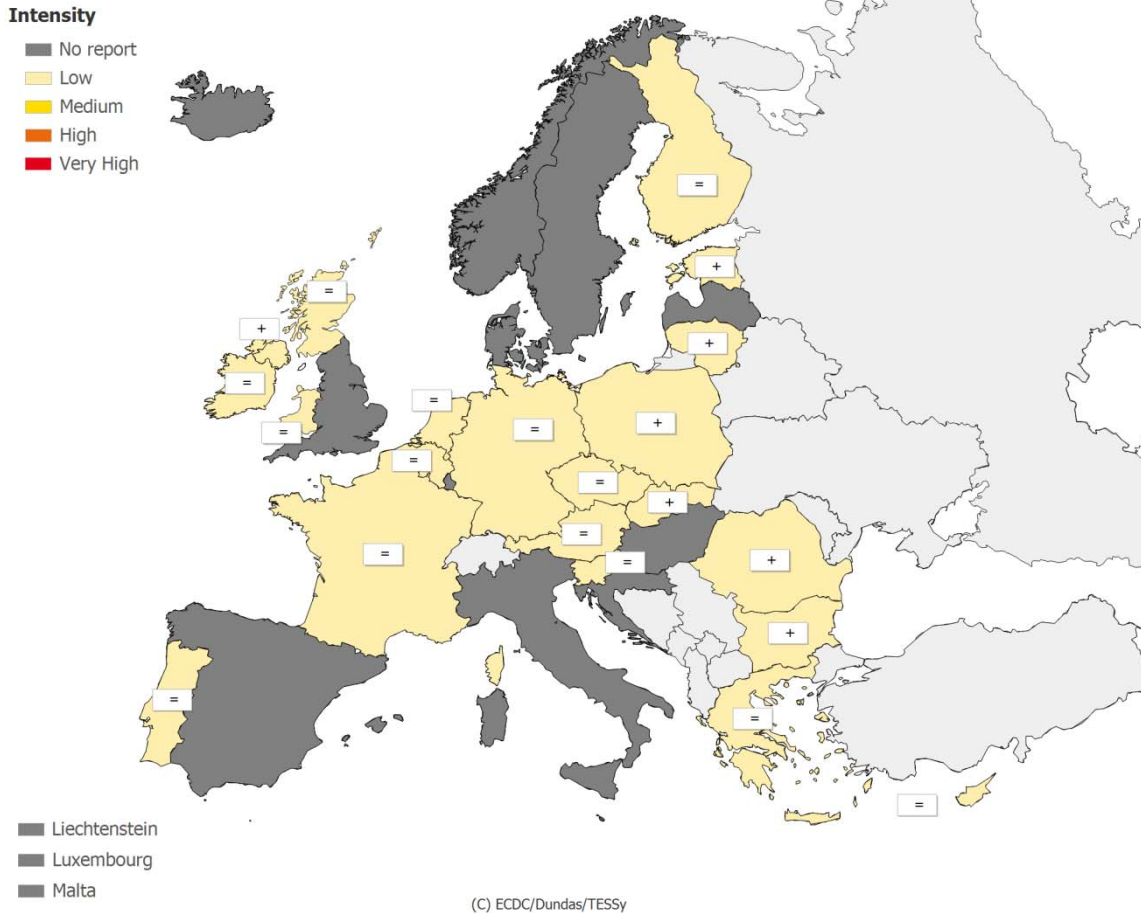 Intensity
No report
Low
Medium
High
Very High
=
+
=
+
+
=
=
=
=
+
=
=
=
+
=
=
=
+
+
=
=
=
Liechtenstein
Luxembourg
Malta
(C) ECDC/Dundas/TESSy